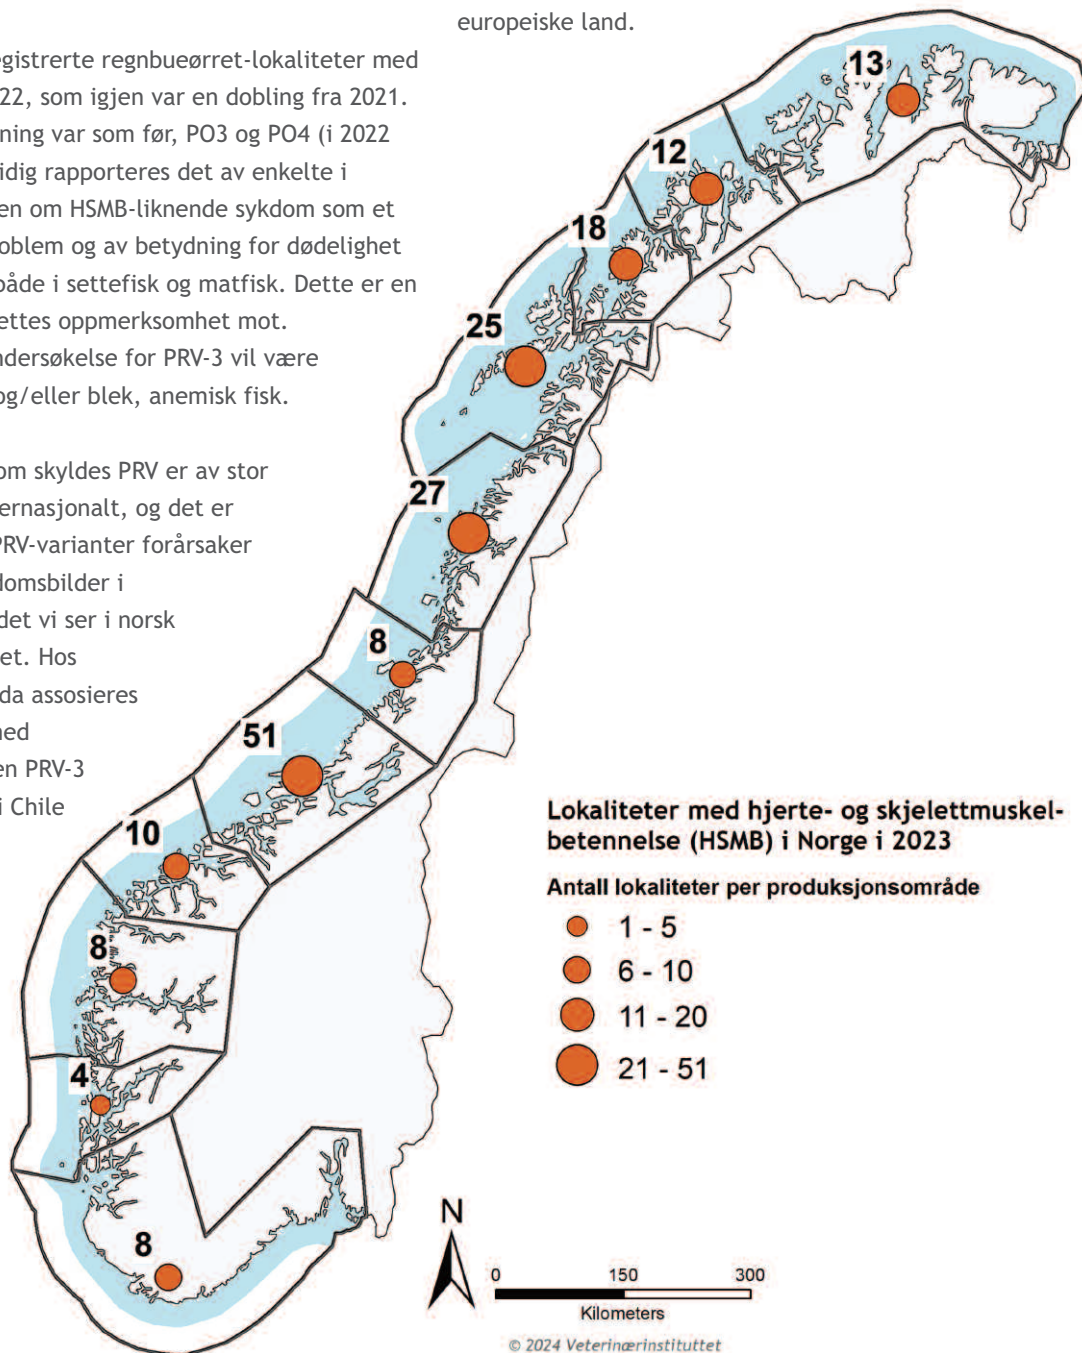 europeiske land.
egistrerte regnbueørret-lokaliteter med
22, som igjen var en dobling fra 2021.
ning var som før, PO3 og PO4 (i 2022
idig rapporteres det av enkelte i
en om HSMB-liknende sykdom som et
oblem og av betydning for dødelighet
både i settefisk og matfisk. Dette er en
ettes oppmerksomhet mot.
ndersøkelse for PRV-3 vil være
og/eller blek, anemisk fisk.
om skyldes PRV er av stor
ernasjonalt, og det er
PRV-varianter forårsaker
domsbilder i
det vi ser i norsk
et. Hos
da assosieres
ned
en PRV-3
i Chile
13
12
18
25
27
8
51
10
8
4
8
Lokaliteter med hjerte- og skjelettmuskel-
betennelse (HSMB) i Norge i 2023
Antall lokaliteter per produksjonsområde
1 - 5
6 - 10
11 - 20
21 - 51
N
0 150 300
Kilometers
© 2024 Veterinærinstituttet